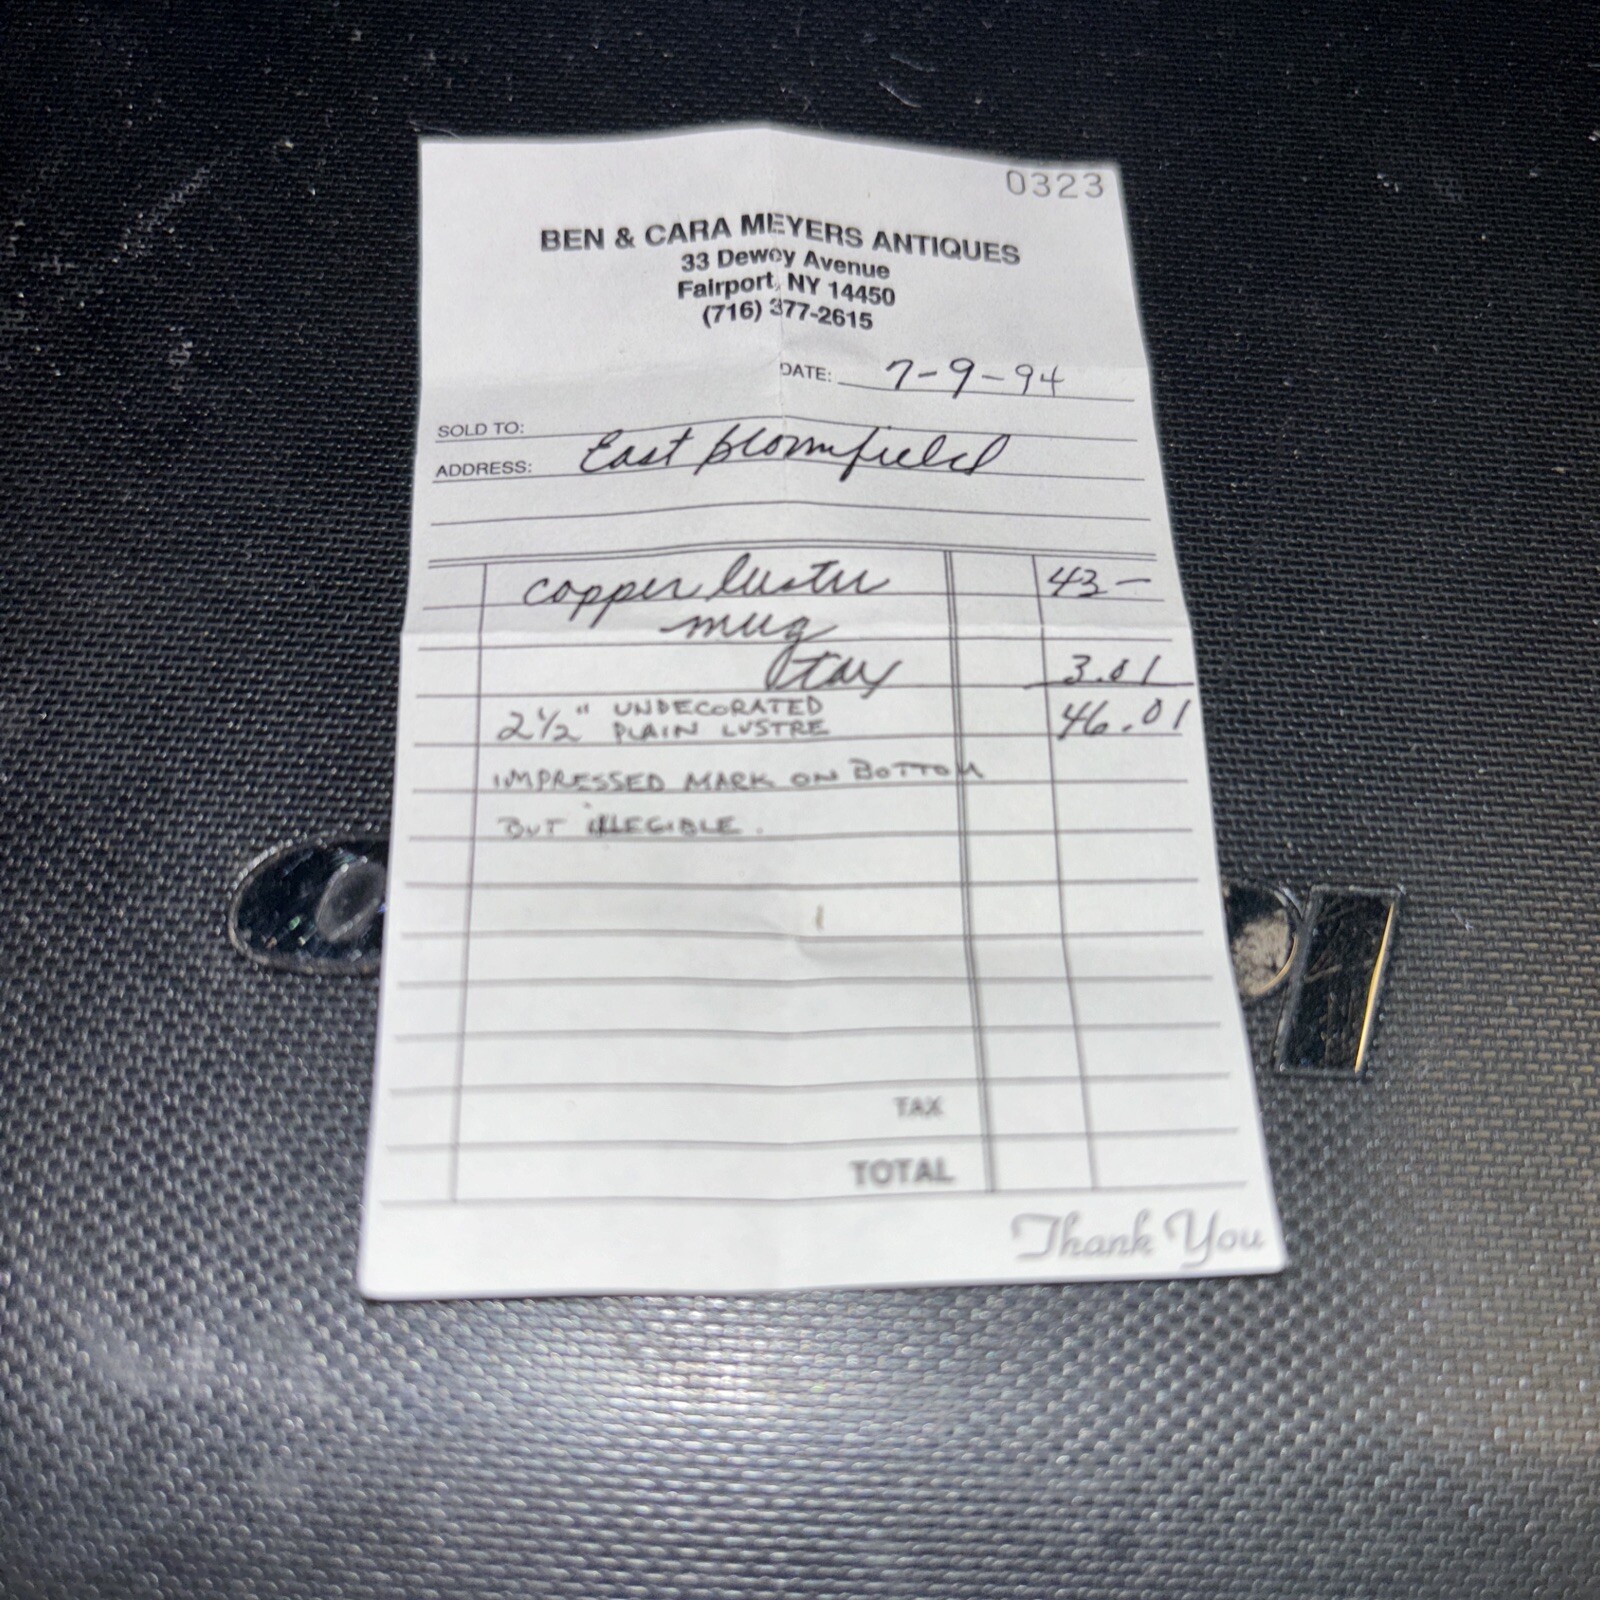 0323
BEN & CARA MEYERS ANTIQUES
33 Dewey Avenue
Fairport, NY 14450
(716) 377-2615
DATE: 7-9-94
SOLD TO:
ADDRESS: East Bloomfield
copper luster 43 —
mug
tax 3.01
2 1/2" UNDECORATED 46.01
PLAIN LUSTRE
IMPRESSED MARK ON BOTTOM
BUT ILLEGIBLE.
TAX
TOTAL
Thank You